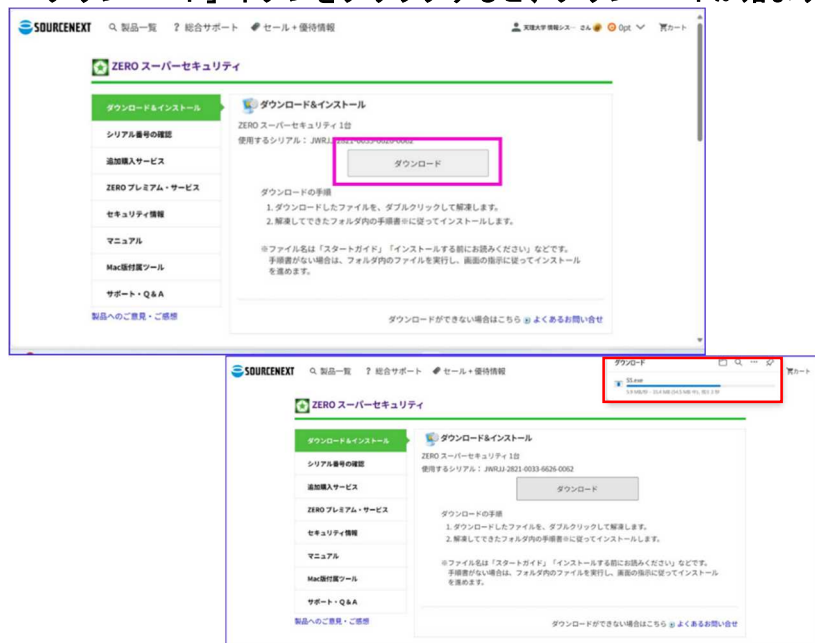 SOURCENEXT 製品一覧 ? 総合サポート セール+優待情報 天理大学 情報シス… さん 0pt カート
ZERO スーパーセキュリティ
ダウンロード&インストール
シリアル番号の確認
追加購入サービス
ZERO プレミアム・サービス
セキュリティ情報
マニュアル
Mac版付属ツール
サポート・Q&A
製品へのご意見・ご感想
ダウンロード&インストール
ZERO スーパーセキュリティ 1台
使用するシリアル: JWRJJ-2821-0033-6626-0062
ダウンロード
ダウンロードの手順
1. ダウンロードしたファイルを、ダブルクリックして解凍します。
2. 解凍してできたフォルダ内の手順書※に従ってインストールします。
※ファイル名は「スタートガイド」「インストールする前にお読みください」などです。
手順書がない場合は、フォルダ内のファイルを実行し、画面の指示に従ってインストール
を進めます。
ダウンロードができない場合はこちら よくあるお問い合せ
SOURCENEXT 製品一覧 ? 総合サポート セール+優待情報 カート
ダウンロード
SS.exe
ZERO スーパーセキュリティ
ダウンロード&インストール
シリアル番号の確認
追加購入サービス
ZERO プレミアム・サービス
セキュリティ情報
マニュアル
Mac版付属ツール
サポート・Q&A
製品へのご意見・ご感想
ダウンロード&インストール
ZERO スーパーセキュリティ 1台
使用するシリアル: JWRJJ-2821-0033-6626-0062
ダウンロード
ダウンロードの手順
1. ダウンロードしたファイルを、ダブルクリックして解凍します。
2. 解凍してできたフォルダ内の手順書※に従ってインストールします。
※ファイル名は「スタートガイド」「インストールする前にお読みください」などです。
手順書がない場合は、フォルダ内のファイルを実行し、画面の指示に従ってインストール
を進めます。
ダウンロードができない場合はこちら よくあるお問い合せ